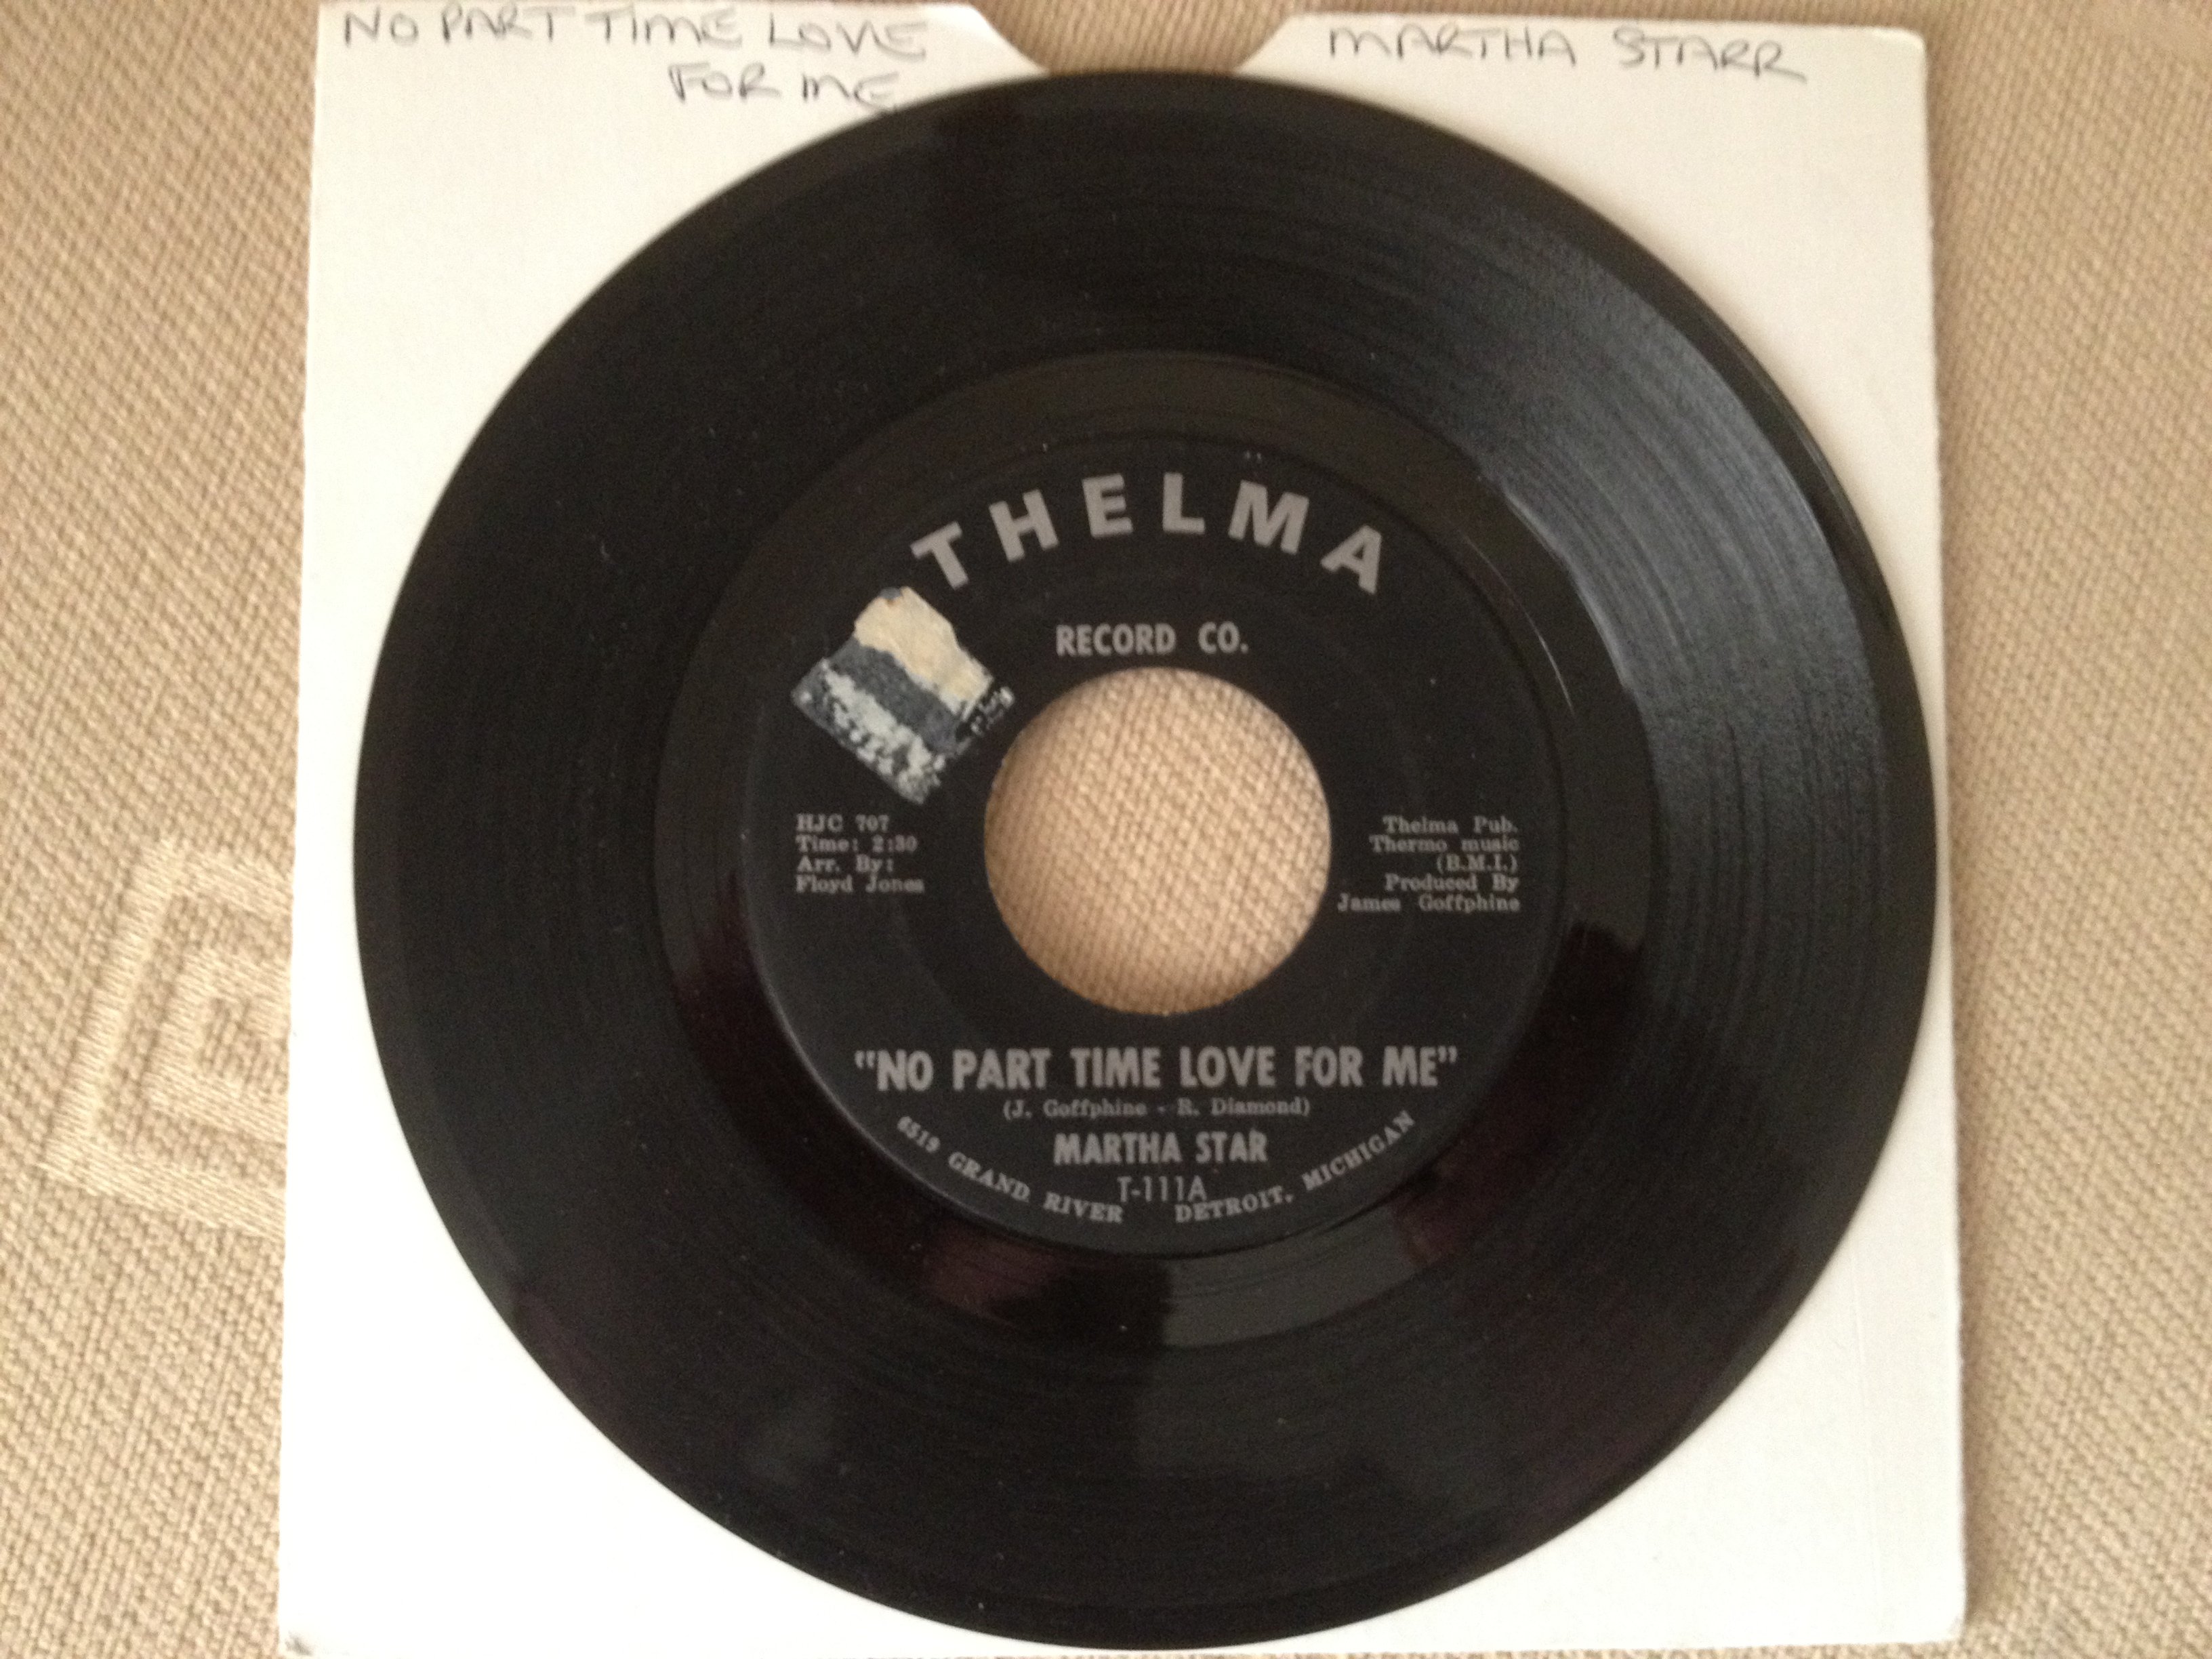 NO PART TIME LOVE
FOR ME
MARTHA STARR
THELMA
RECORD CO.
HJC 707
Time: 2:30
Arr. By:
Floyd Jones
Thelma Pub.
Thermo music
(B.M.I.)
Produced By
James Goffphine
"NO PART TIME LOVE FOR ME"
(J. Goffphine - R. Diamond)
MARTHA STAR
T-111A
6519 GRAND RIVER DETROIT, MICHIGAN